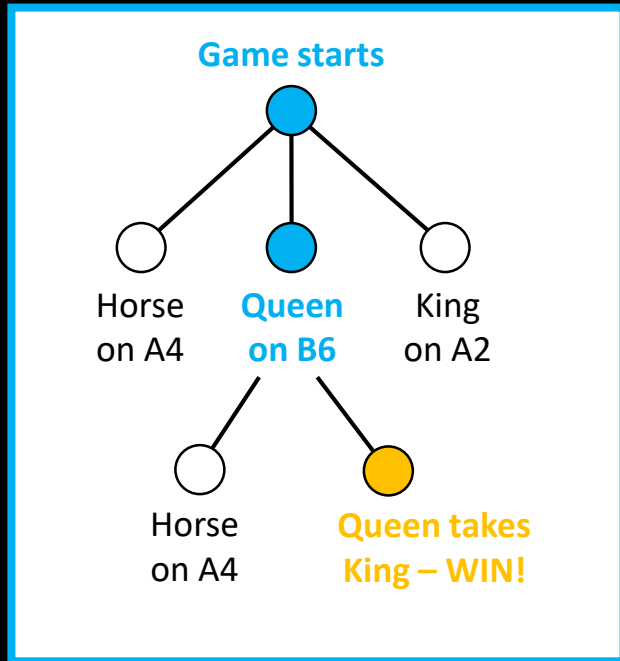 Game starts
Horse
on A4
Queen
on B6
King
on A2
Horse
on A4
Queen takes
King – WIN!